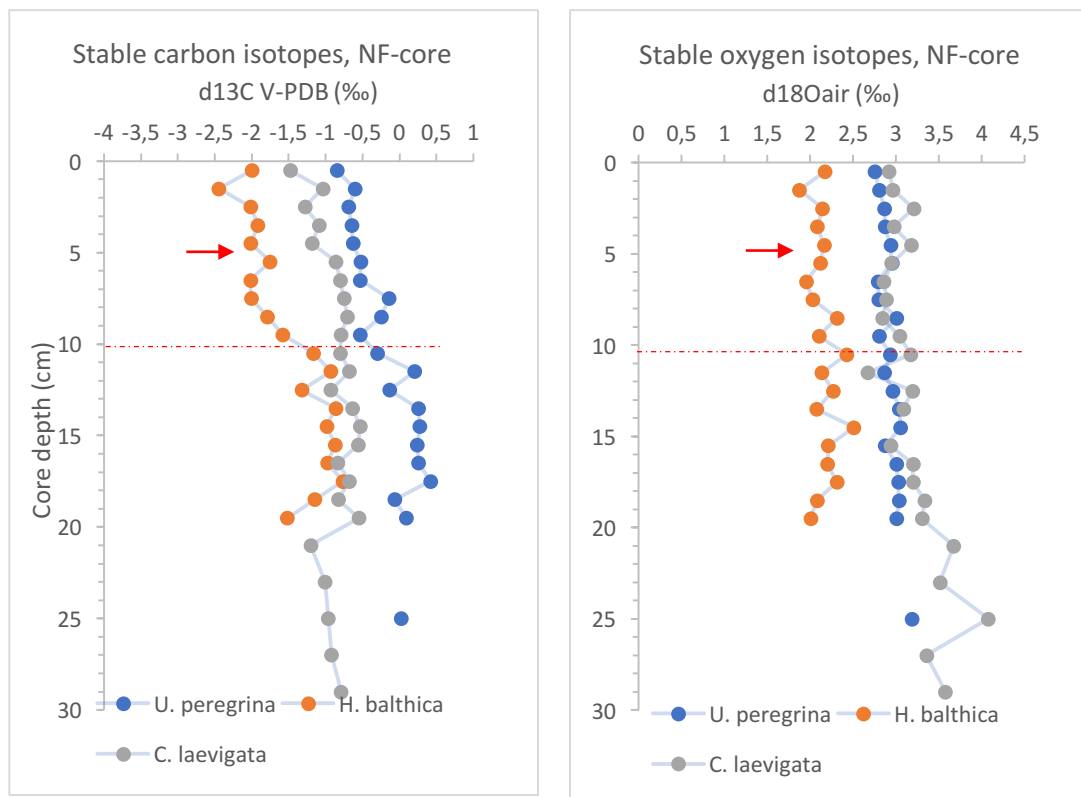 Stable carbon isotopes, NF-core
d13C V-PDB (‰)
-4 -3,5 -3 -2,5 -2 -1,5 -1 -0,5 0 0,5 1
0
5
10
15
20
25
30
Core depth (cm)
U. peregrina H. balthica
C. laevigata
Stable oxygen isotopes, NF-core
d18Oair (‰)
0 0,5 1 1,5 2 2,5 3 3,5 4 4,5
0
5
10
15
20
25
30
U. peregrina H. balthica
C. laevigata